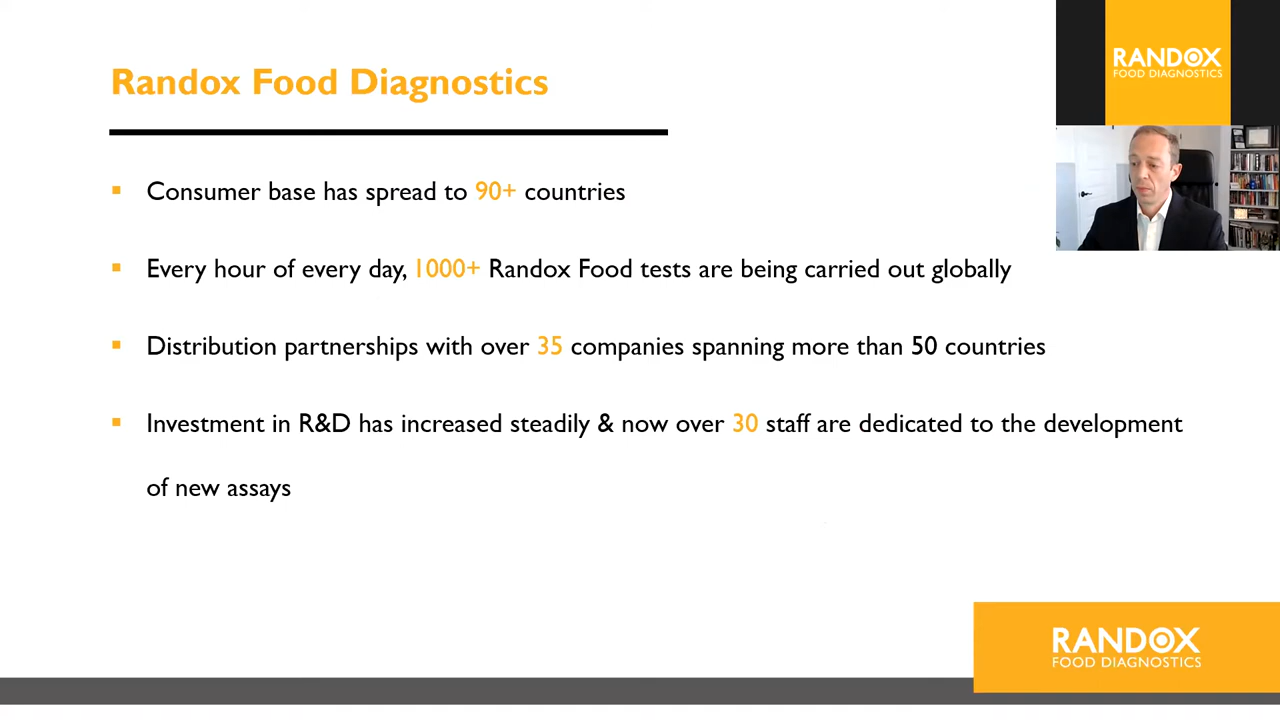 Randox Food Diagnostics
RANDOX
FOOD DIAGNOSTICS
Consumer base has spread to 90+ countries
Every hour of every day, 1000+ Randox Food tests are being carried out globally
Distribution partnerships with over 35 companies spanning more than 50 countries
Investment in R&D has increased steadily & now over 30 staff are dedicated to the development
of new assays
RANDOX
FOOD DIAGNOSTICS